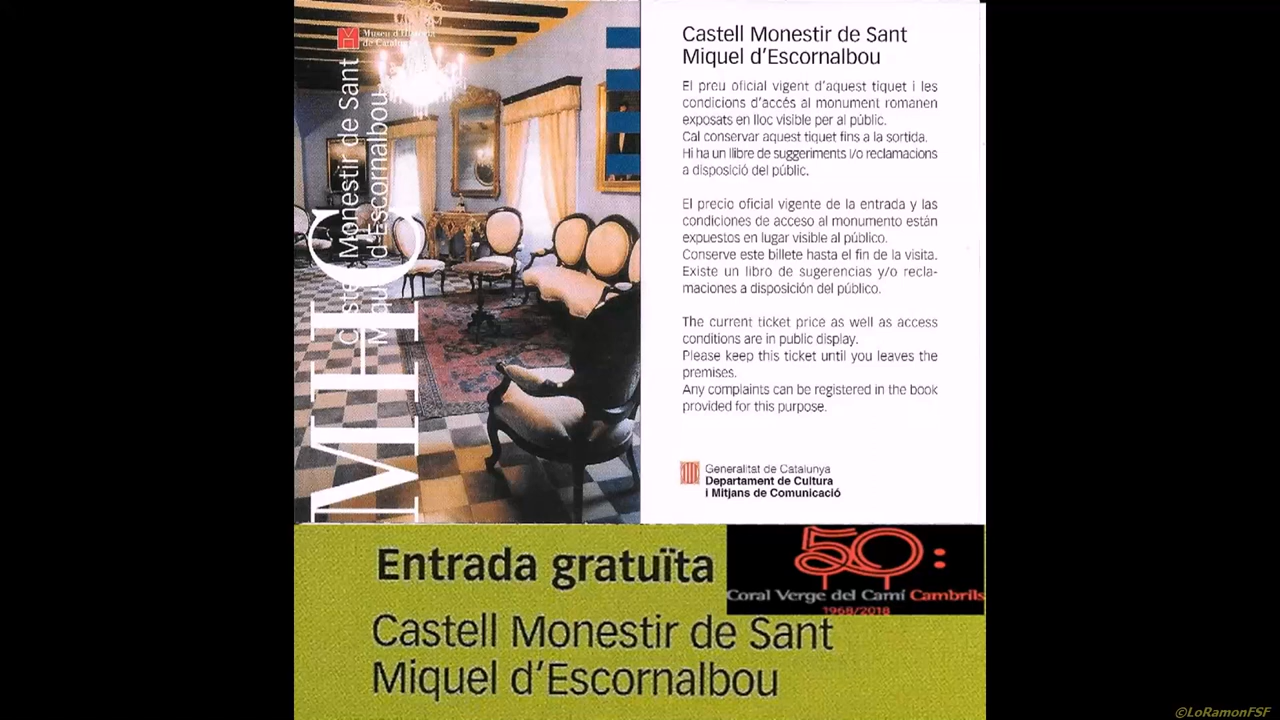 Museu d'Història
de Catalunya
Castell Monestir de Sant
Miquel d'Escornalbou
MHC
Castell Monestir de Sant
Miquel d'Escornalbou
El preu oficial vigent d'aquest tiquet i les
condicions d'accés al monument romanen
exposats en lloc visible per al públic.
Cal conservar aquest tiquet fins a la sortida.
Hi ha un llibre de suggeriments i/o reclamacions
a disposició del públic.
El precio oficial vigente de la entrada y las
condiciones de acceso al monumento están
expuestos en lugar visible al público.
Conserve este billete hasta el fin de la visita.
Existe un libro de sugerencias y/o recla-
maciones a disposición del público.
The current ticket price as well as access
conditions are in public display.
Please keep this ticket until you leaves the
premises.
Any complaints can be registered in the book
provided for this purpose.
Generalitat de Catalunya
Departament de Cultura
i Mitjans de Comunicació
Entrada gratuïta
50:
Coral Verge del Camí Cambrils
1968/2018
Castell Monestir de Sant
Miquel d'Escornalbou
©LoRamonFSF